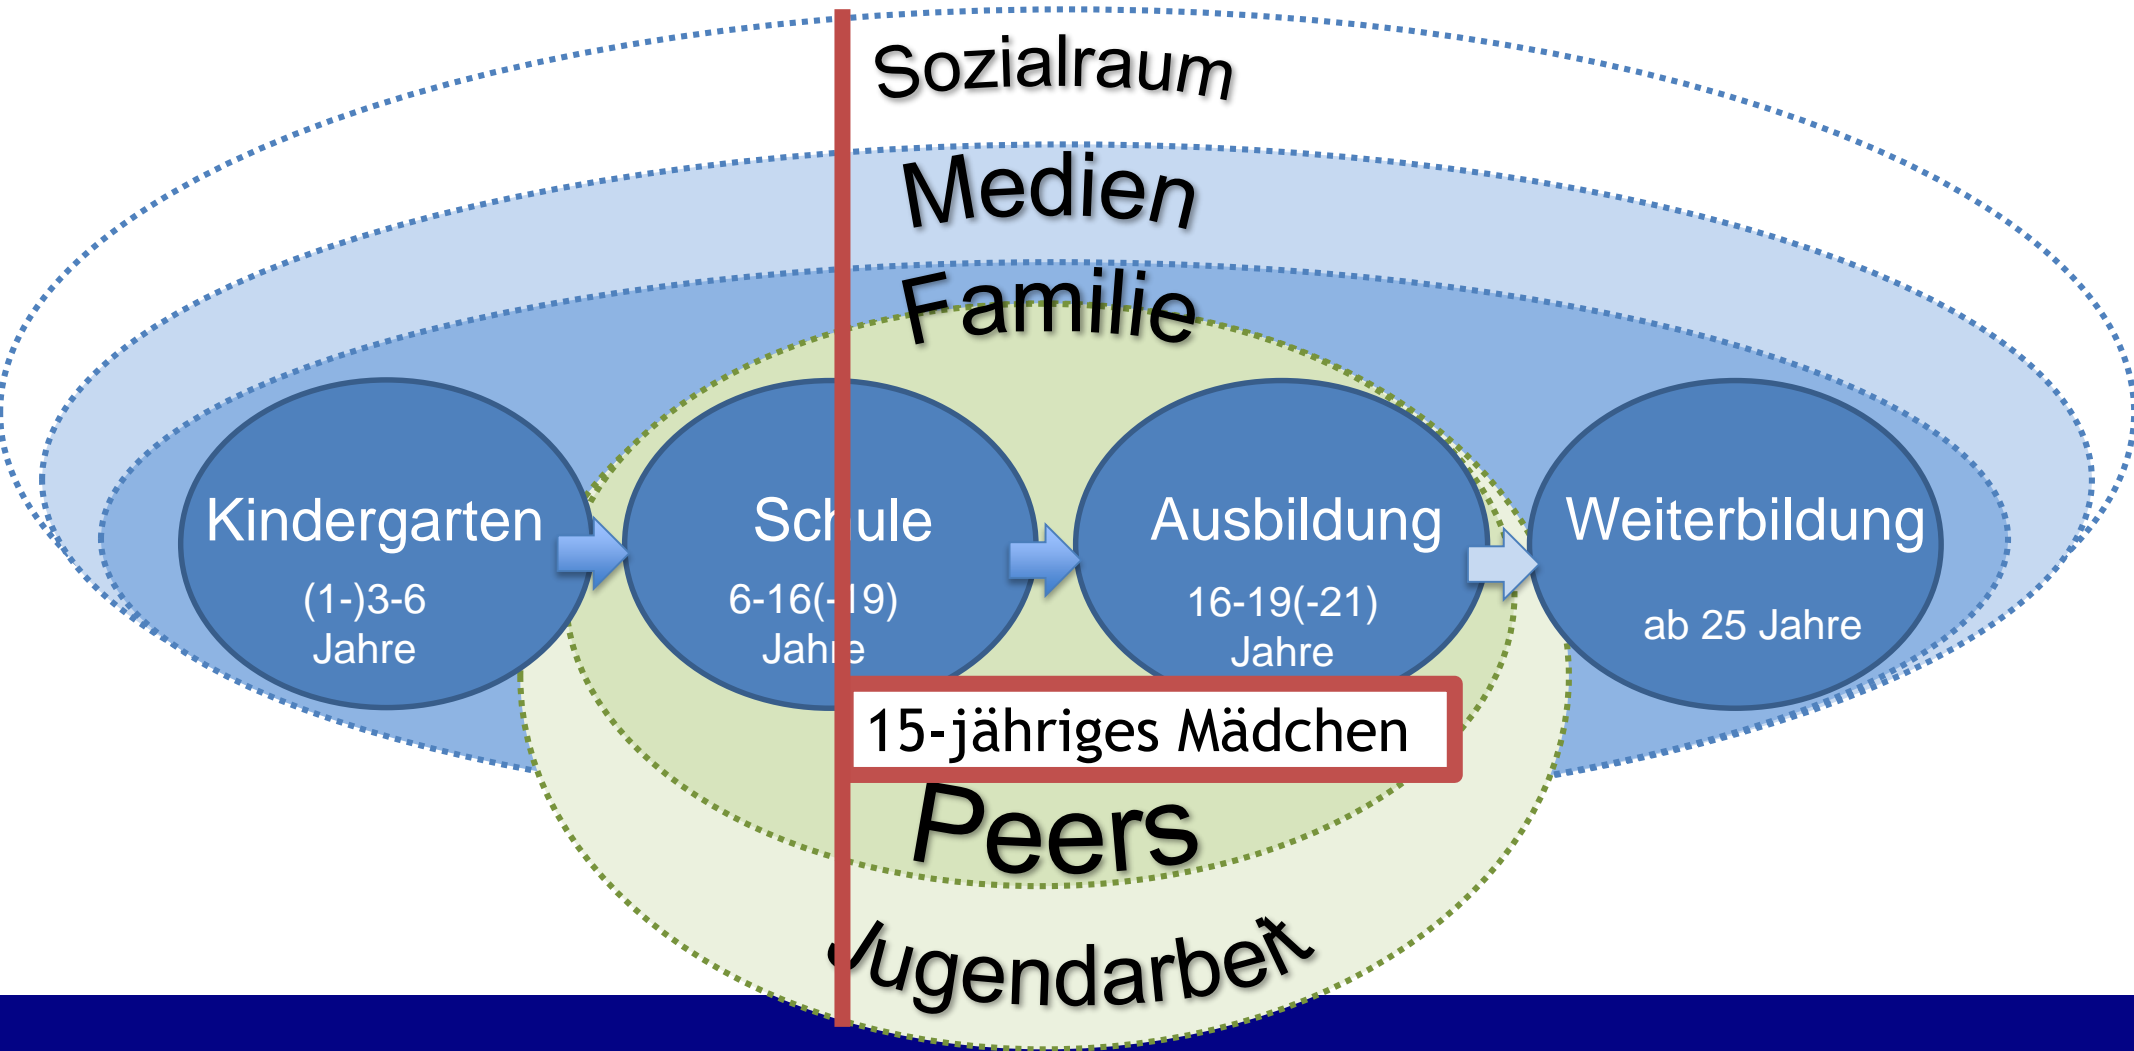 Sozialraum
Medien
Familie
Kindergarten
(1-)3-6
Jahre
Schule
6-16(-19)
Jahre
Ausbildung
16-19(-21)
Jahre
Weiterbildung
ab 25 Jahre
15-jähriges Mädchen
Peers
Jugendarbeit